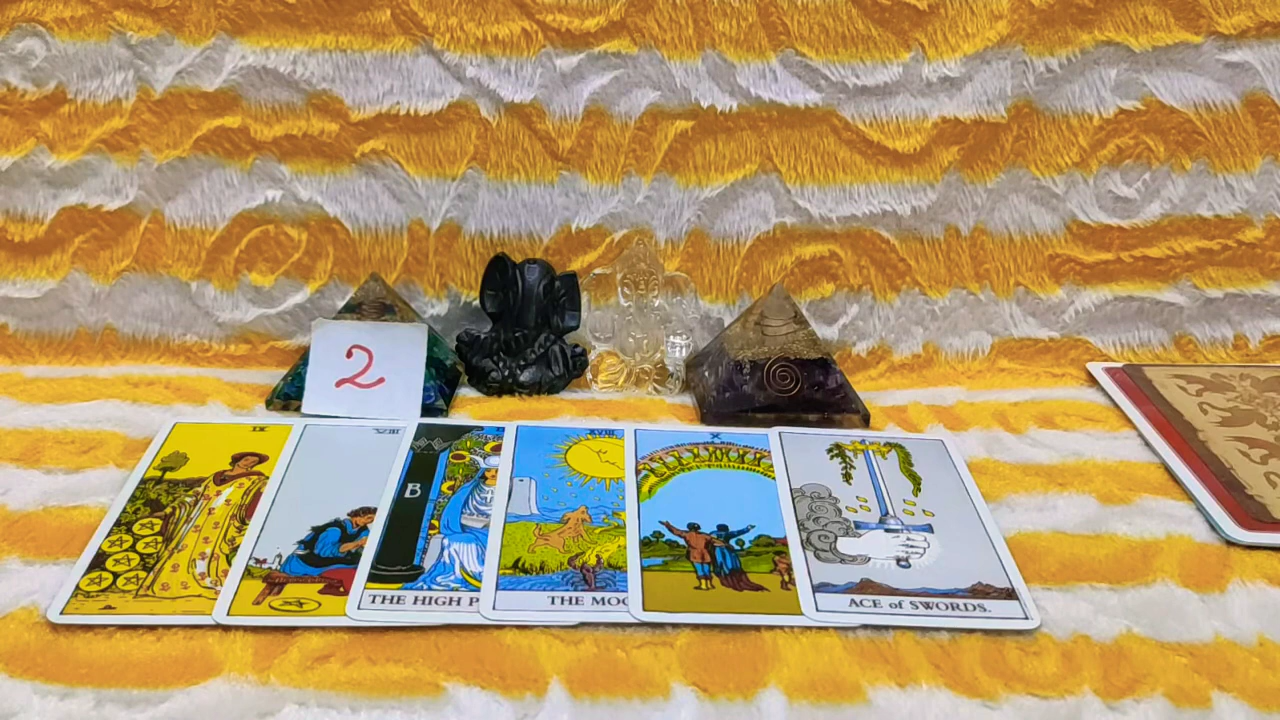 2
IX
VIII
B
THE HIGH P
XVIII
THE MOO
X
ACE of SWORDS.